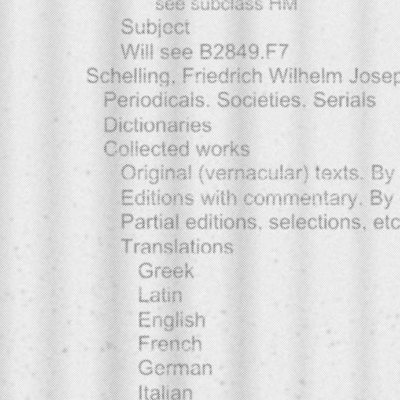 see subclass HM
Subject
Will see B2849.F7
Schelling, Friedrich Wilhelm Josep
Periodicals. Societies. Serials
Dictionaries
Collected works
Original (vernacular) texts. By
Editions with commentary. By
Partial editions, selections, etc
Translations
Greek
Latin
English
French
German
Italian